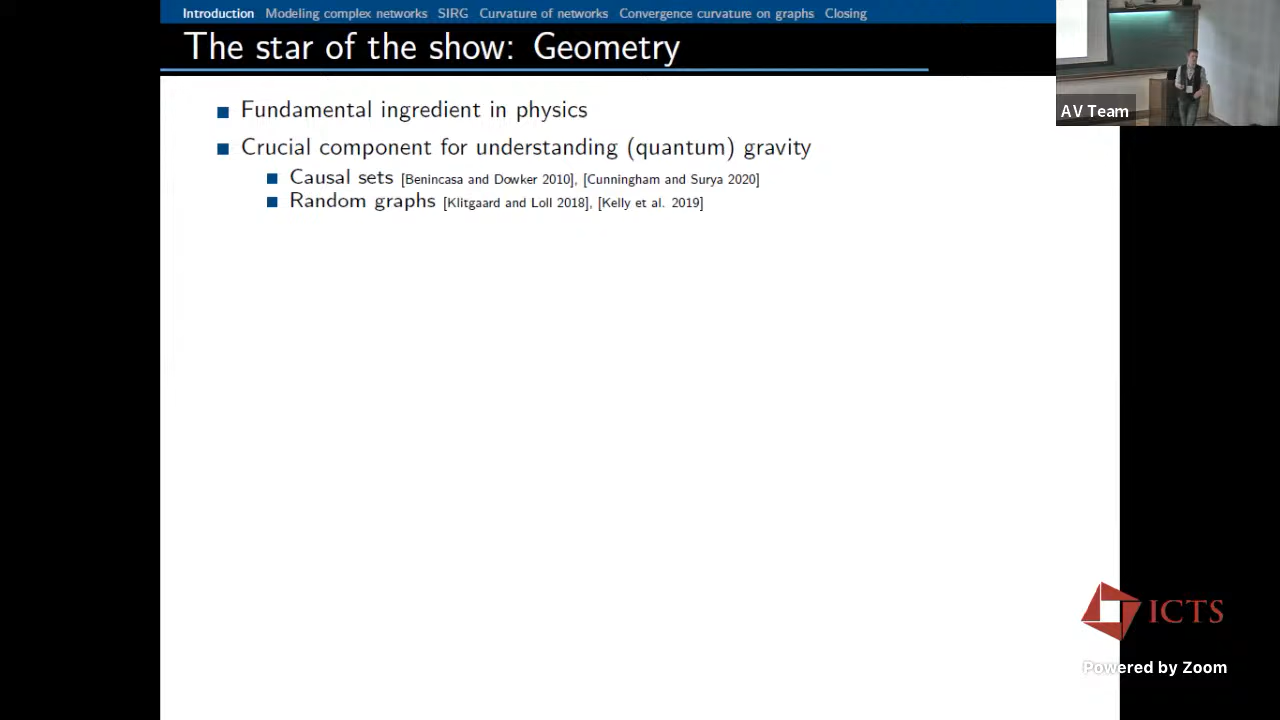 Introduction Modeling complex networks SIRG Curvature of networks Convergence curvature on graphs Closing
The star of the show: Geometry
AV Team
Fundamental ingredient in physics
Crucial component for understanding (quantum) gravity
Causal sets [Benincasa and Dowker 2010], [Cunningham and Surya 2020]
Random graphs [Klitgaard and Loll 2018], [Kelly et al. 2019]
ICTS
Powered by Zoom